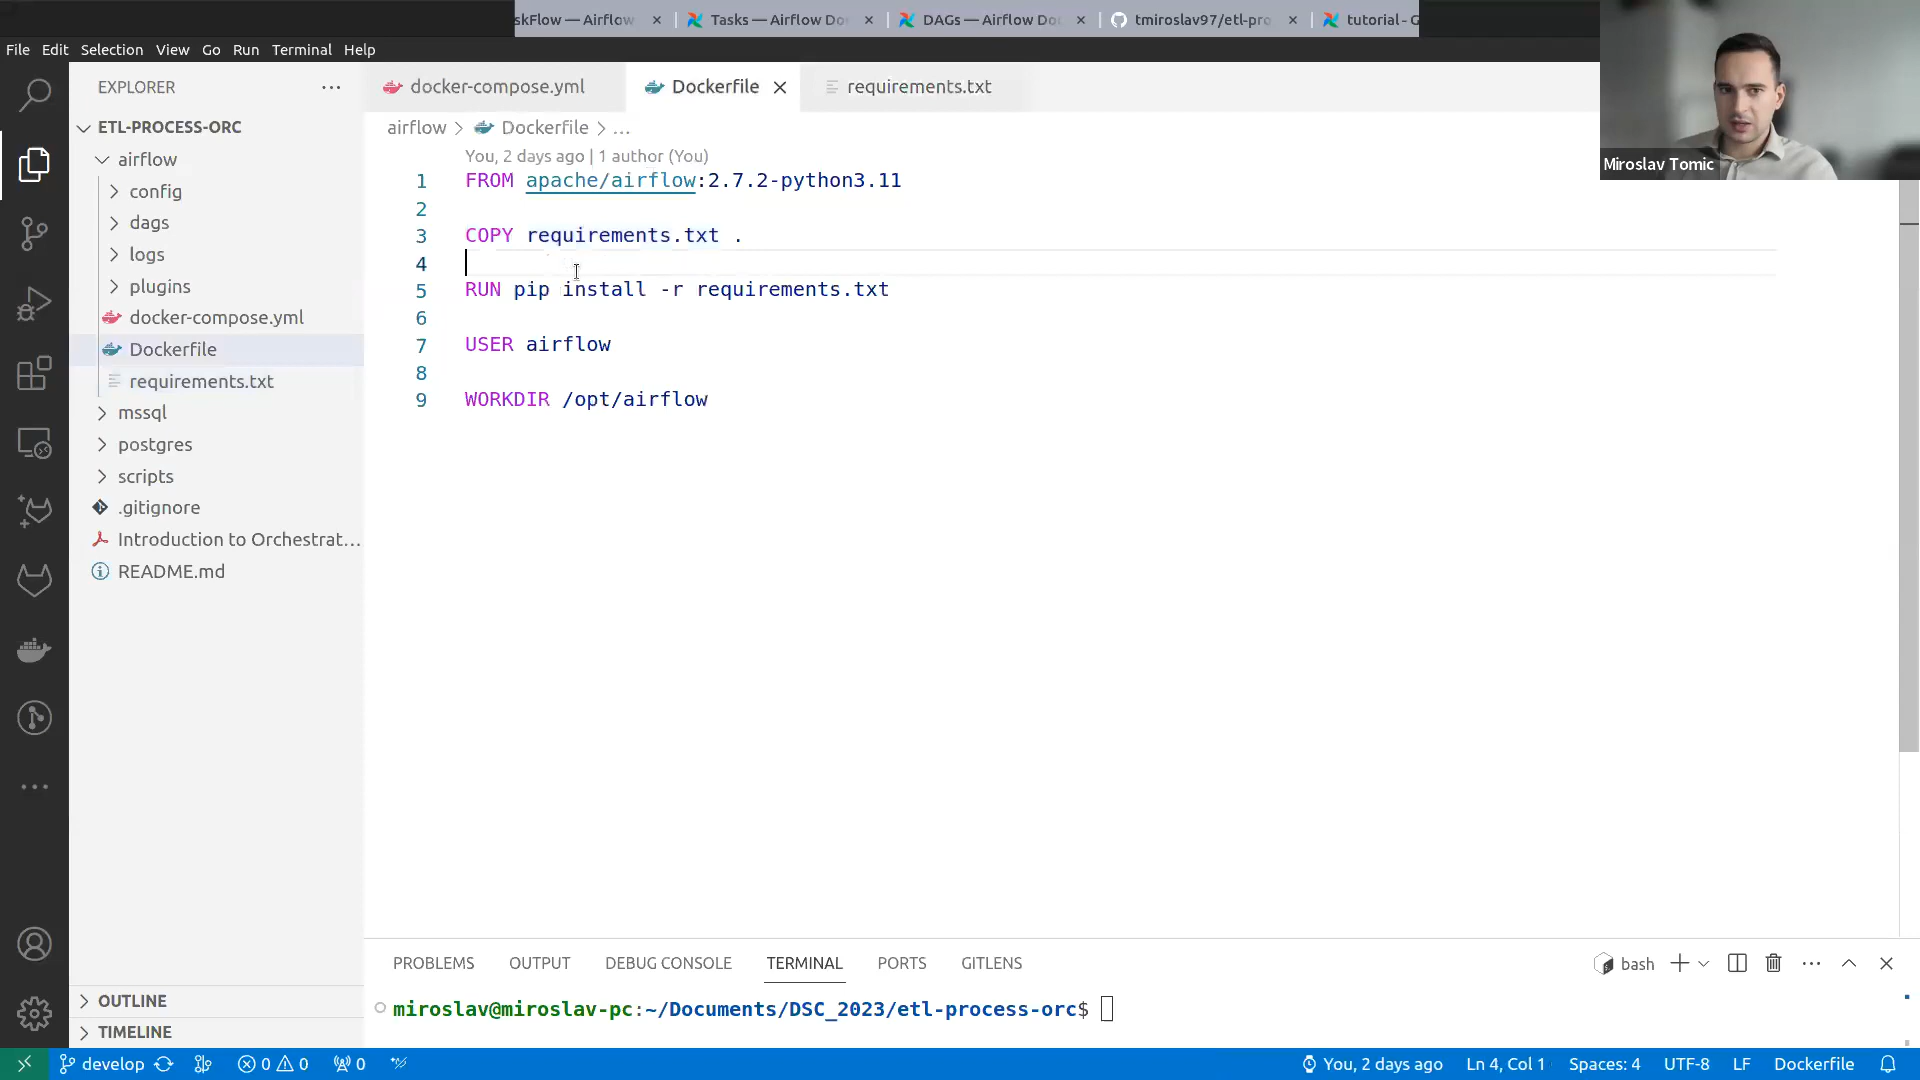 skFlow — Airflow
Tasks — Airflow Do
DAGs — Airflow Do
tmiroslav97/etl-pro
tutorial - G
File Edit Selection View Go Run Terminal Help
Miroslav Tomic
EXPLORER
ETL-PROCESS-ORC
airflow
config
dags
logs
plugins
docker-compose.yml
Dockerfile
requirements.txt
mssql
postgres
scripts
.gitignore
Introduction to Orchestrat...
README.md
OUTLINE
TIMELINE
docker-compose.yml
Dockerfile
requirements.txt
airflow > Dockerfile > ...
You, 2 days ago | 1 author (You)
1 FROM apache/airflow:2.7.2-python3.11
2
3 COPY requirements.txt .
4
5 RUN pip install -r requirements.txt
6
7 USER airflow
8
9 WORKDIR /opt/airflow
PROBLEMS OUTPUT DEBUG CONSOLE TERMINAL PORTS GITLENS
bash
miroslav@miroslav-pc:~/Documents/DSC_2023/etl-process-orc$
develop 0 0 0 You, 2 days ago Ln 4, Col 1 Spaces: 4 UTF-8 LF Dockerfile